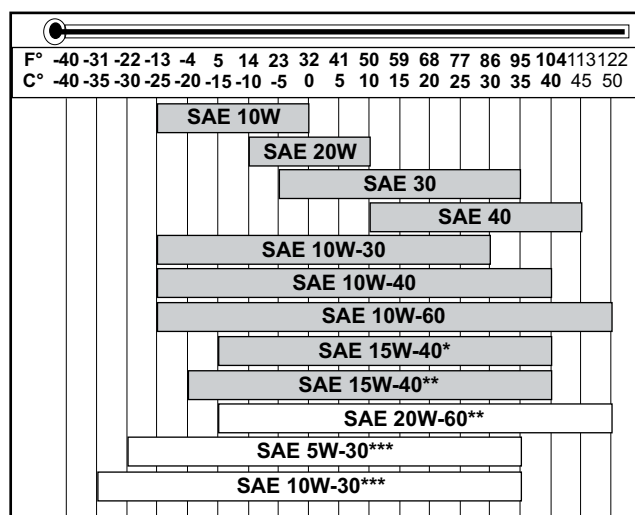 F° -40 -31 -22 -13 -4 5 14 23 32 41 50 59 68 77 86 95 104 113 122
C° -40 -35 -30 -25 -20 -15 -10 -5 0 5 10 15 20 25 30 35 40 45 50
SAE 10W
SAE 20W
SAE 30
SAE 40
SAE 10W-30
SAE 10W-40
SAE 10W-60
SAE 15W-40*
SAE 15W-40**
SAE 20W-60**
SAE 5W-30***
SAE 10W-30***